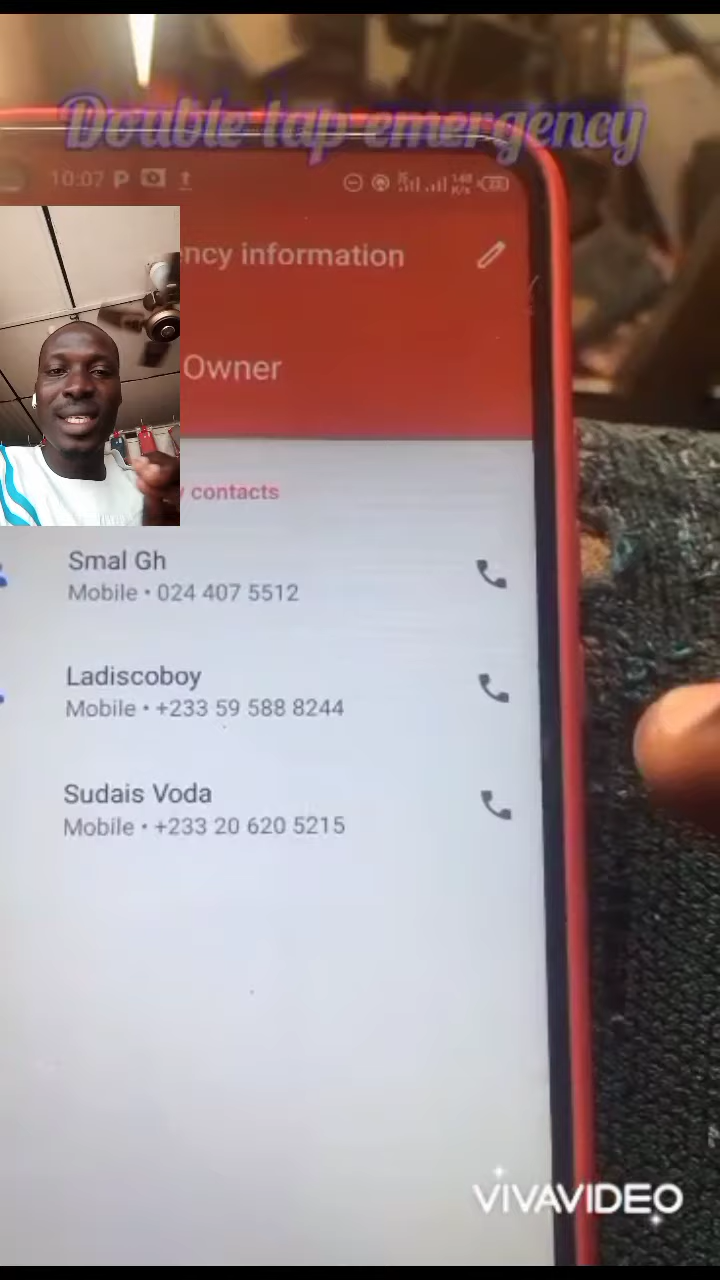 Double tap emergency
10:07 P
ncy information
Owner
y contacts
Smal Gh
Mobile • 024 407 5512
Ladiscoboy
Mobile • +233 59 588 8244
Sudais Voda
Mobile • +233 20 620 5215
VIVAVIDEO